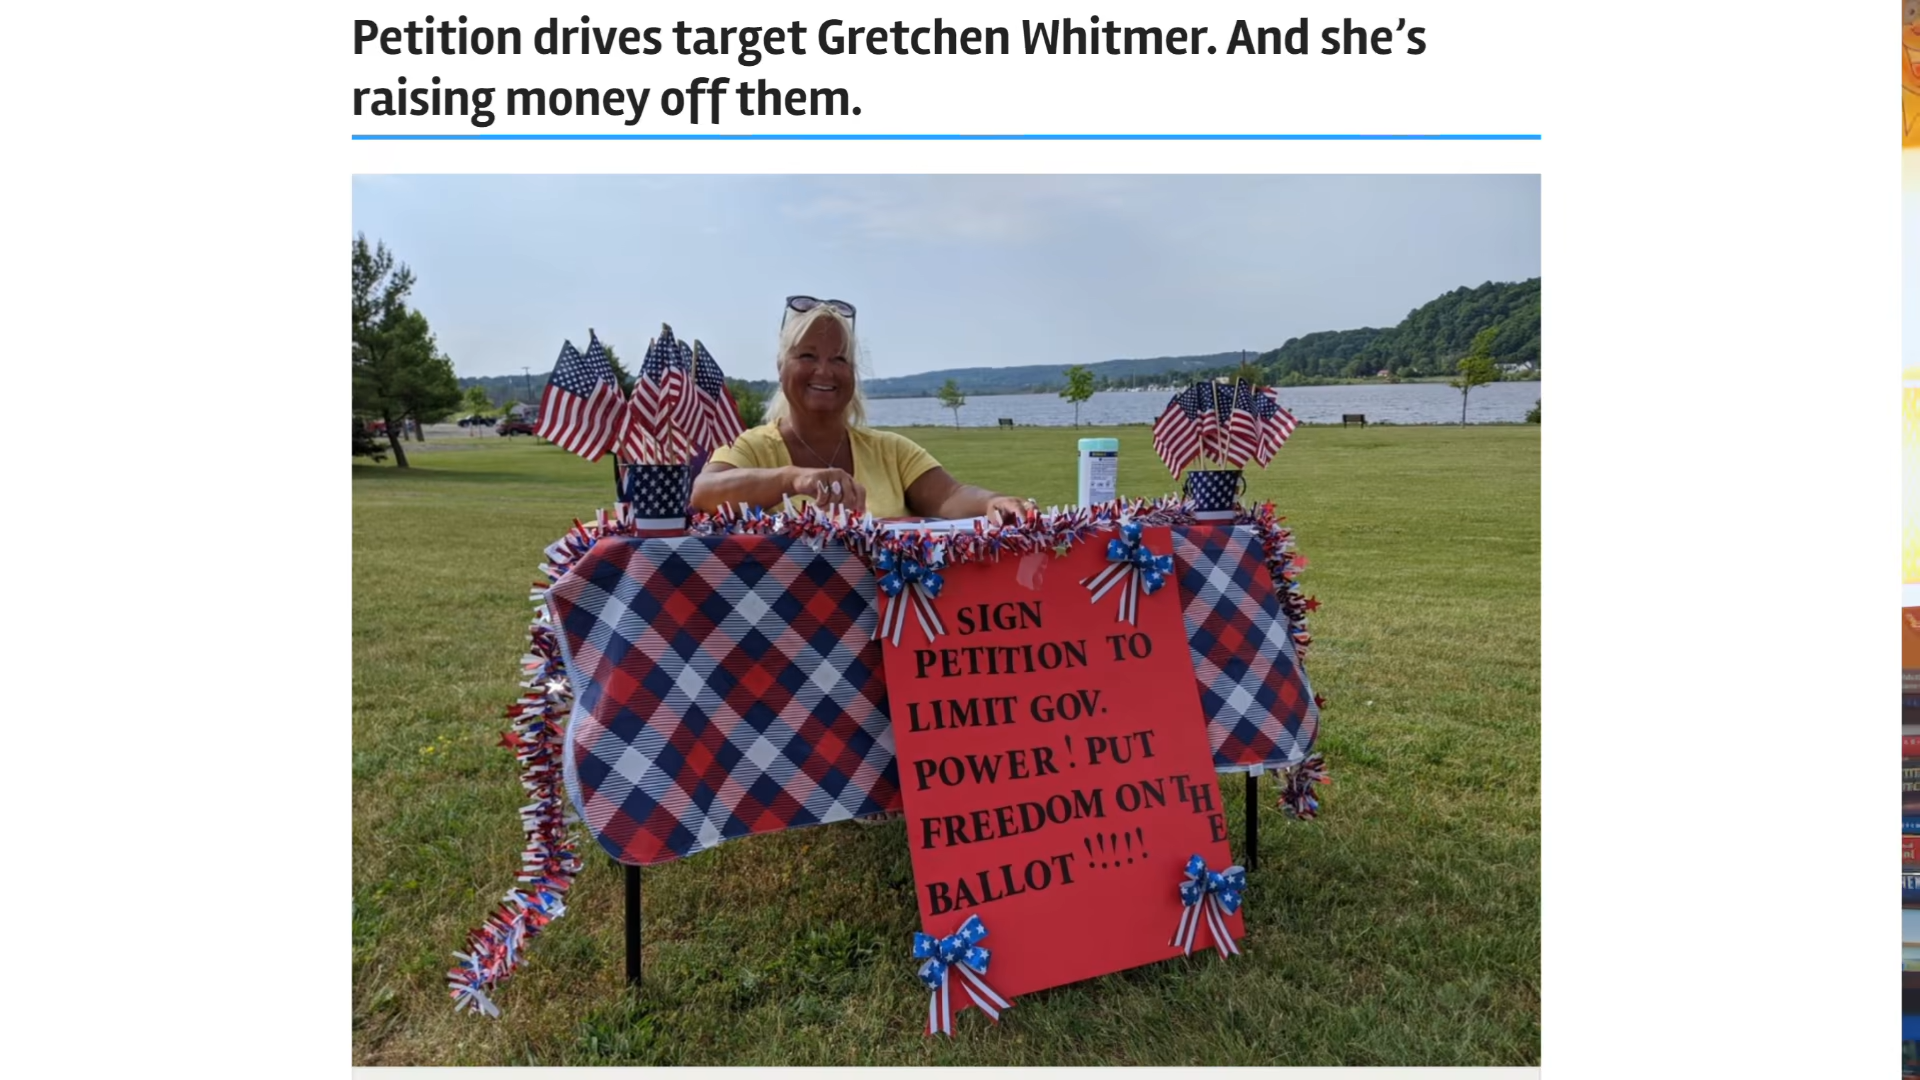 Petition drives target Gretchen Whitmer. And she’s
raising money off them.
SIGN
PETITION TO
LIMIT GOV.
POWER! PUT
FREEDOM ON THE
BALLOT !!!!!